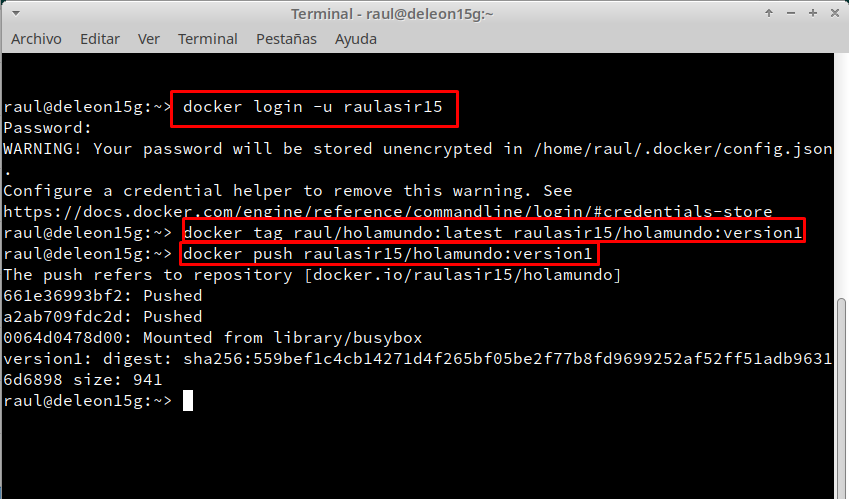 Terminal - raul@deleon15g:~
Archivo Editar Ver Terminal Pestañas Ayuda
raul@deleon15g:~> docker login -u raulasir15
Password:
WARNING! Your password will be stored unencrypted in /home/raul/.docker/config.json
.
Configure a credential helper to remove this warning. See
https://docs.docker.com/engine/reference/commandline/login/#credentials-store
raul@deleon15g:~> docker tag raul/holamundo:latest raulasir15/holamundo:version1
raul@deleon15g:~> docker push raulasir15/holamundo:version1
The push refers to repository [docker.io/raulasir15/holamundo]
661e36993bf2: Pushed
a2ab709fdc2d: Pushed
0064d0478d00: Mounted from library/busybox
version1: digest: sha256:559bef1c4cb14271d4f265bf05be2f77b8fd9699252af52ff51adb9631
6d6898 size: 941
raul@deleon15g:~>